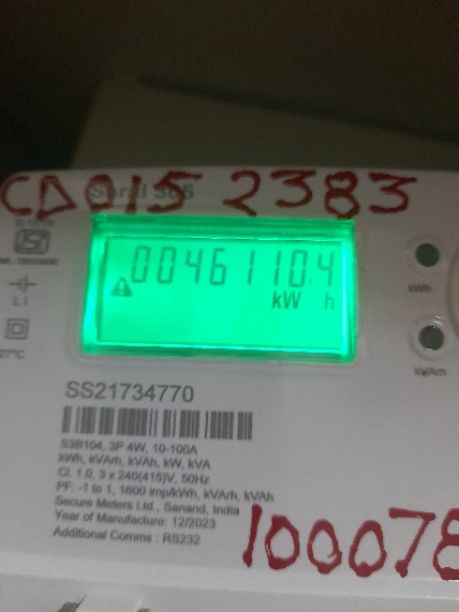 CD015 2383
0046110.4
kW h
kWh
L I
27°C
kVArh
SS21734770
S3B104, 3P 4W, 10-100A
kWh, kVArh, kVAh, kW, kVA
Cl. 1.0, 3 x 240(415)V, 50Hz
PF: -1 to 1, 1600 imp/kWh, kVArh, kVAh
Secure Meters Ltd., Sanand, India
Year of Manufacture: 12/2023
Additional Comms : RS232
100078